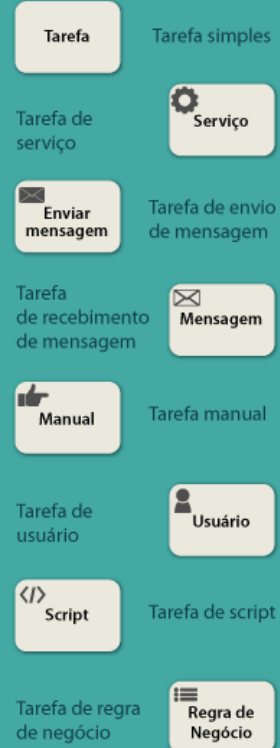 Tarefa
Tarefa simples
Tarefa de
serviço
Serviço
Enviar
mensagem
Tarefa de envio
de mensagem
Tarefa
de recebimento
de mensagem
Mensagem
Manual
Tarefa manual
Tarefa de
usuário
Usuário
</>
Script
Tarefa de script
Tarefa de regra
de negócio
Regra de
Negócio